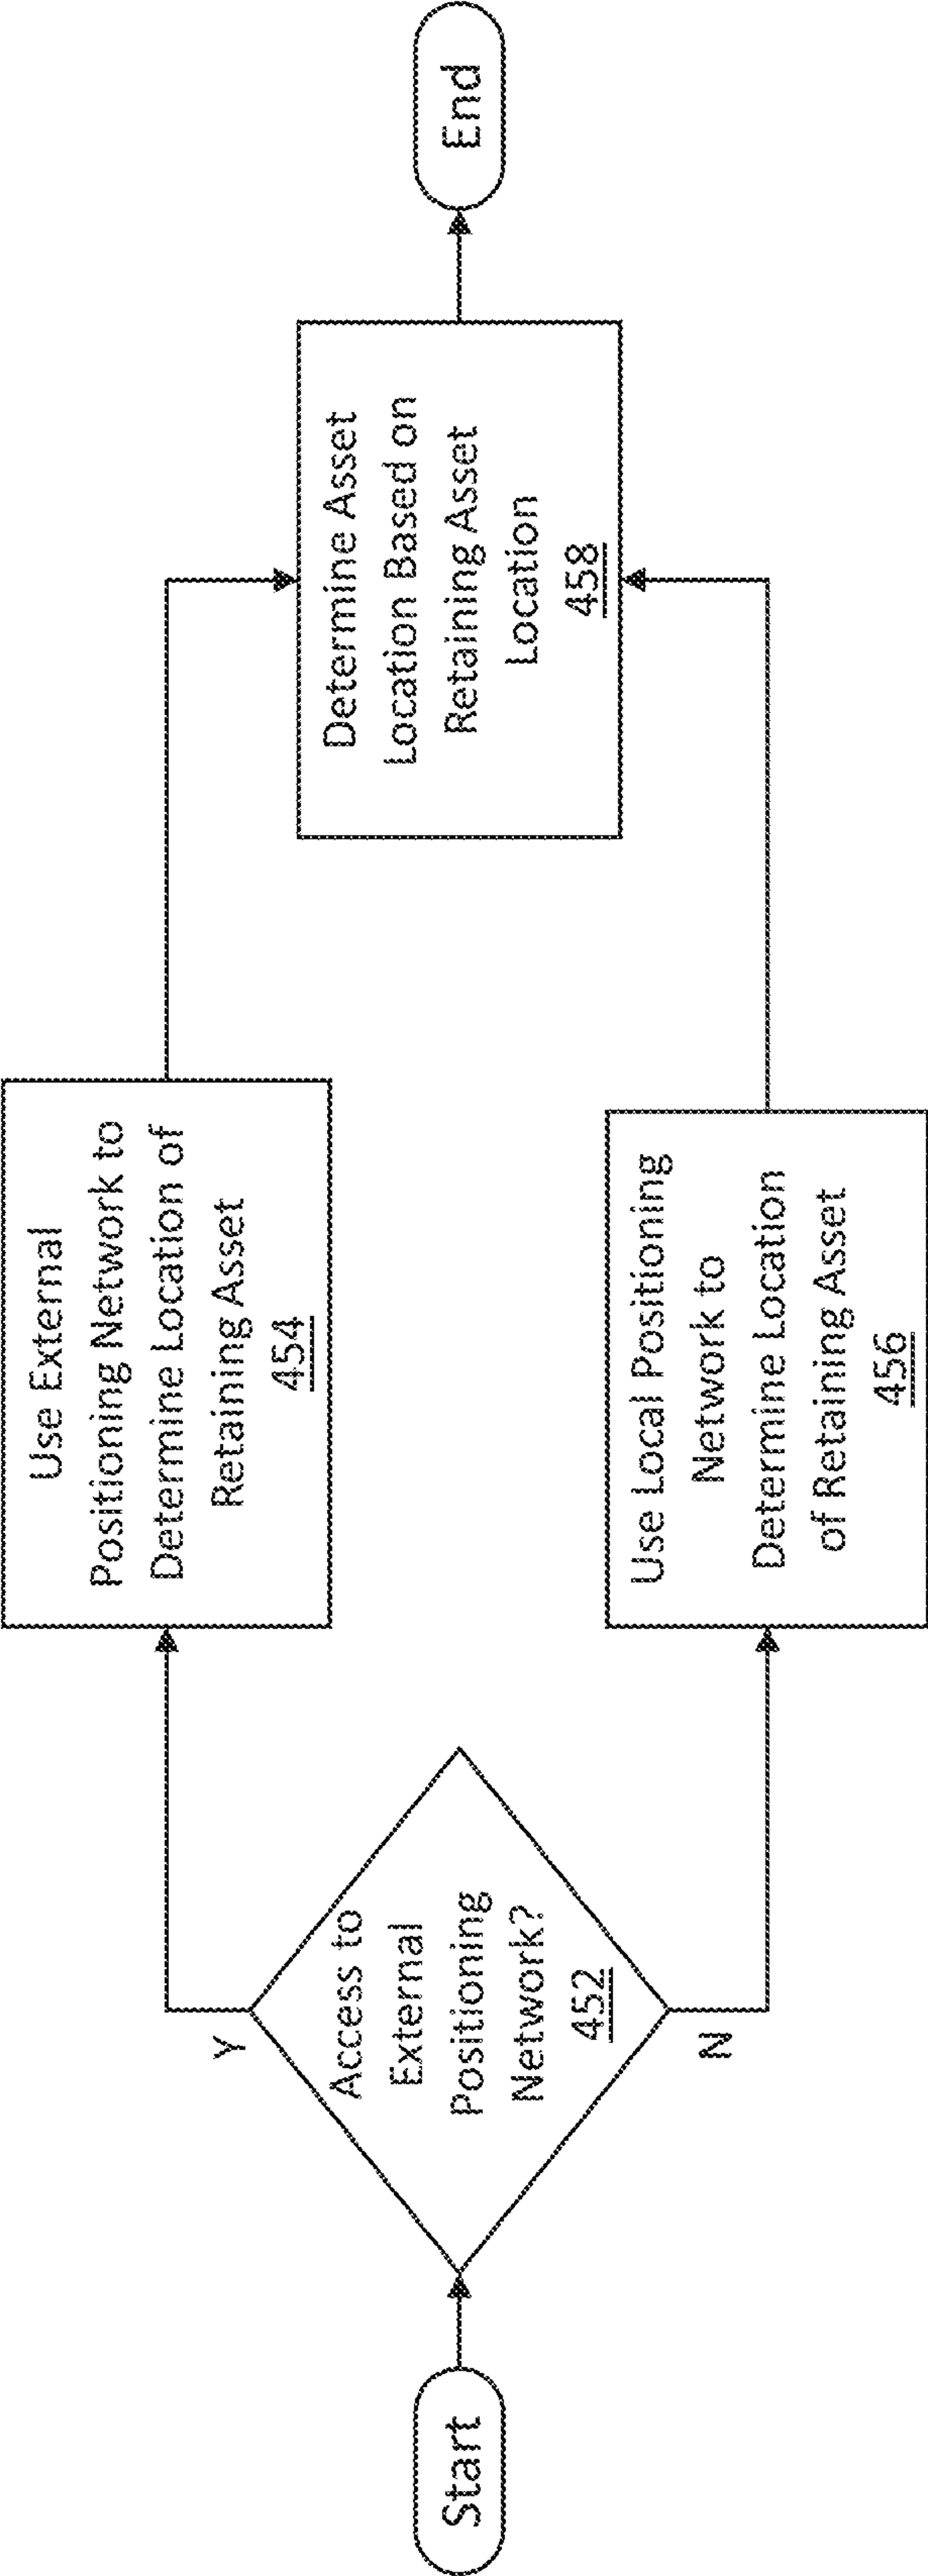 Start
Access to
External
Positioning
Network?
452
Y
N
Use External
Positioning Network to
Determine Location of
Retaining Asset
454
Use Local Positioning
Network to
Determine Location
of Retaining Asset
456
Determine Asset
Location Based on
Retaining Asset
Location
458
End